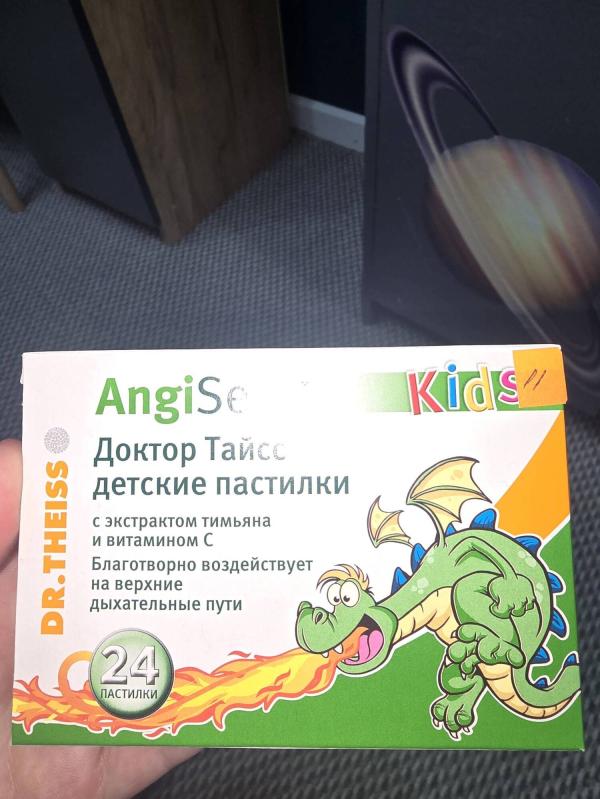 AngiSe
Kids
Доктор Тайсс
детские пастилки
с экстрактом тимьяна
и витамином С
Благотворно воздействует
на верхние
дыхательные пути
DR.THEISS
24
ПАСТИЛКИ